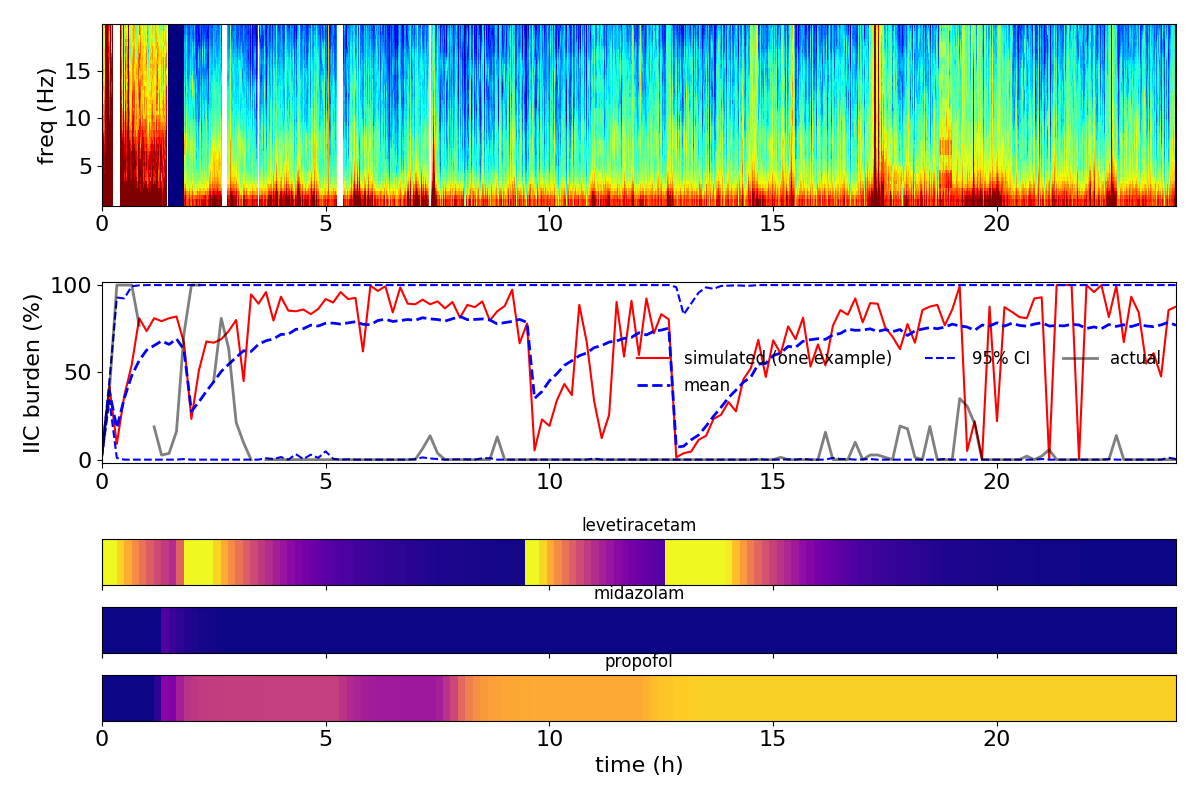 freq (Hz)
15
10
5
0 5 10 15 20
IIC burden (%)
100
50
0
simulated (one example) 95% CI actual
mean
0 5 10 15 20
levetiracetam
midazolam
propofol
0 5 10 15 20
time (h)